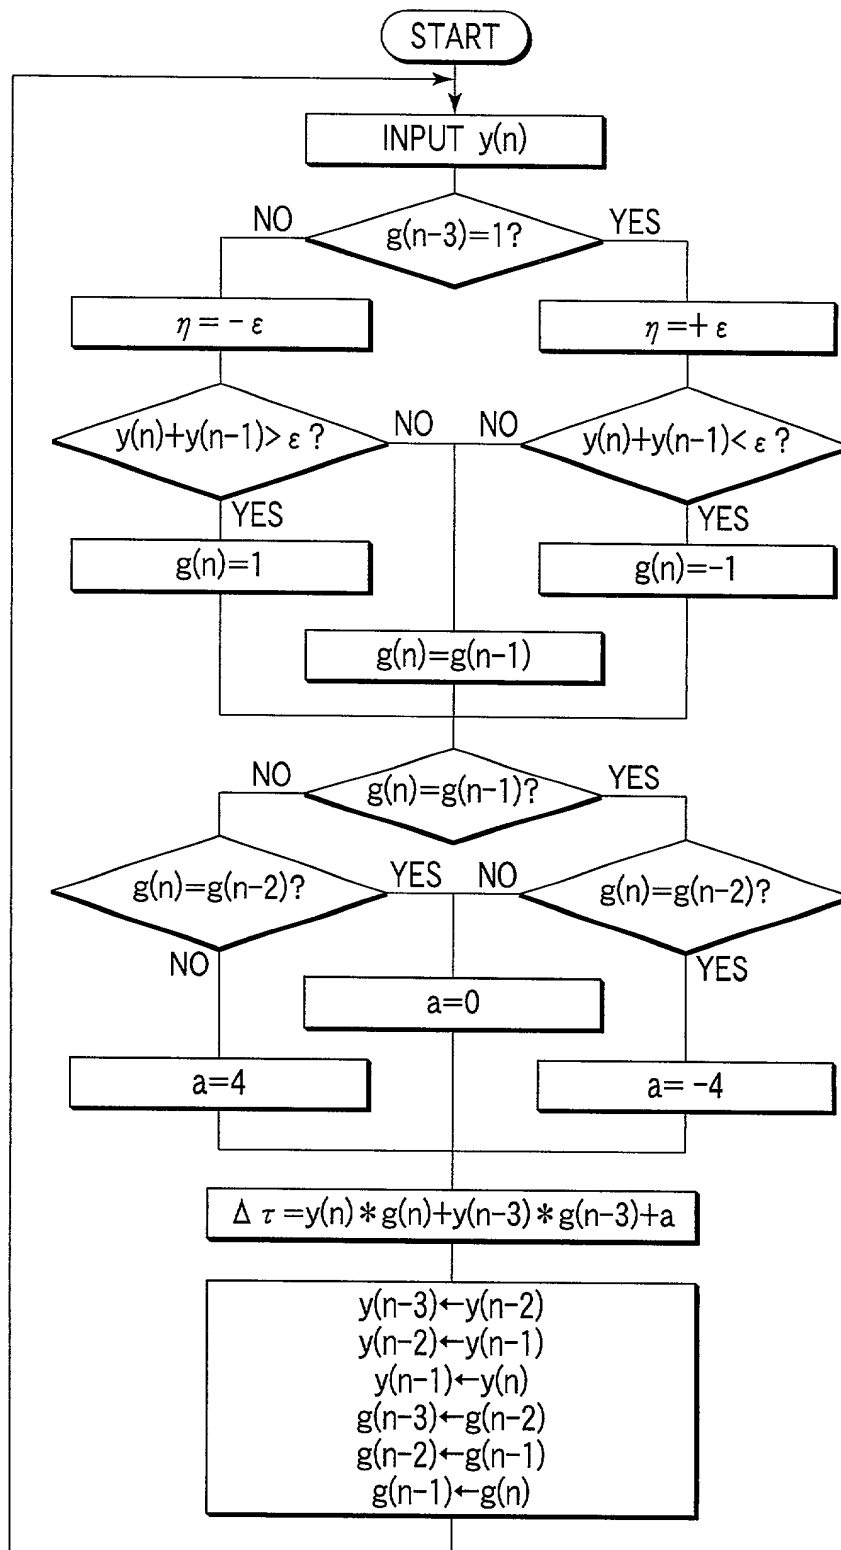 START
INPUT y(n)
NO
g(n-3)=1?
YES
η = - ε
η =+ ε
y(n)+y(n-1)> ε ?
NO
NO
y(n)+y(n-1)< ε ?
YES
YES
g(n)=1
g(n)=-1
g(n)=g(n-1)
NO
g(n)=g(n-1)?
YES
g(n)=g(n-2)?
YES
NO
g(n)=g(n-2)?
NO
YES
a=0
a=4
a= -4
Δ τ =y(n)*g(n)+y(n-3)*g(n-3)+a
y(n-3)←y(n-2)
y(n-2)←y(n-1)
y(n-1)←y(n)
g(n-3)←g(n-2)
g(n-2)←g(n-1)
g(n-1)←g(n)